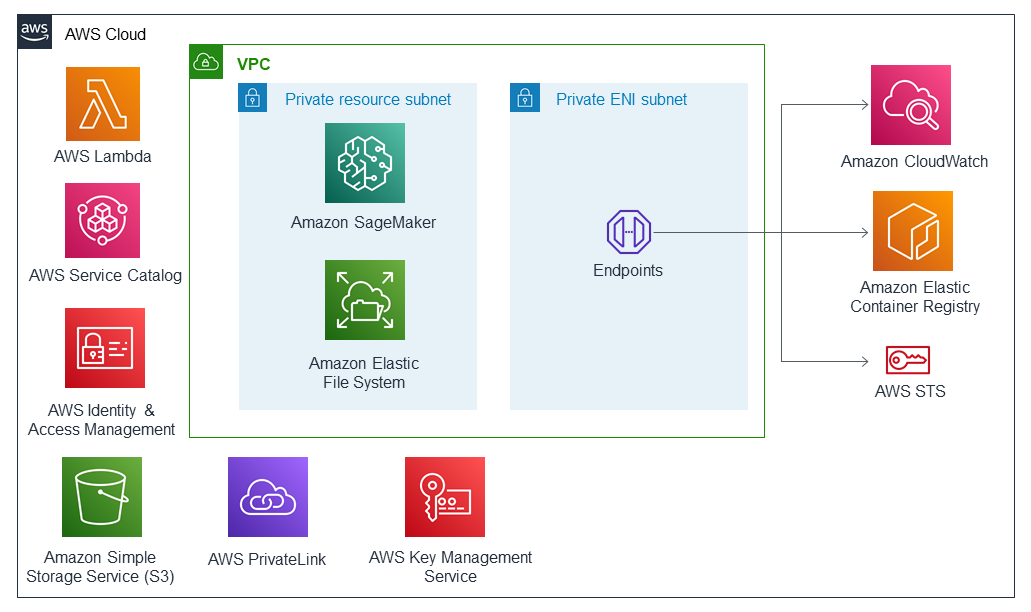 aws
AWS Cloud
VPC
Private resource subnet
Private ENI subnet
AWS Lambda
Amazon CloudWatch
Amazon SageMaker
AWS Service Catalog
Endpoints
Amazon Elastic
Container Registry
Amazon Elastic
File System
AWS STS
AWS Identity &
Access Management
Amazon Simple
Storage Service (S3)
AWS PrivateLink
AWS Key Management
Service